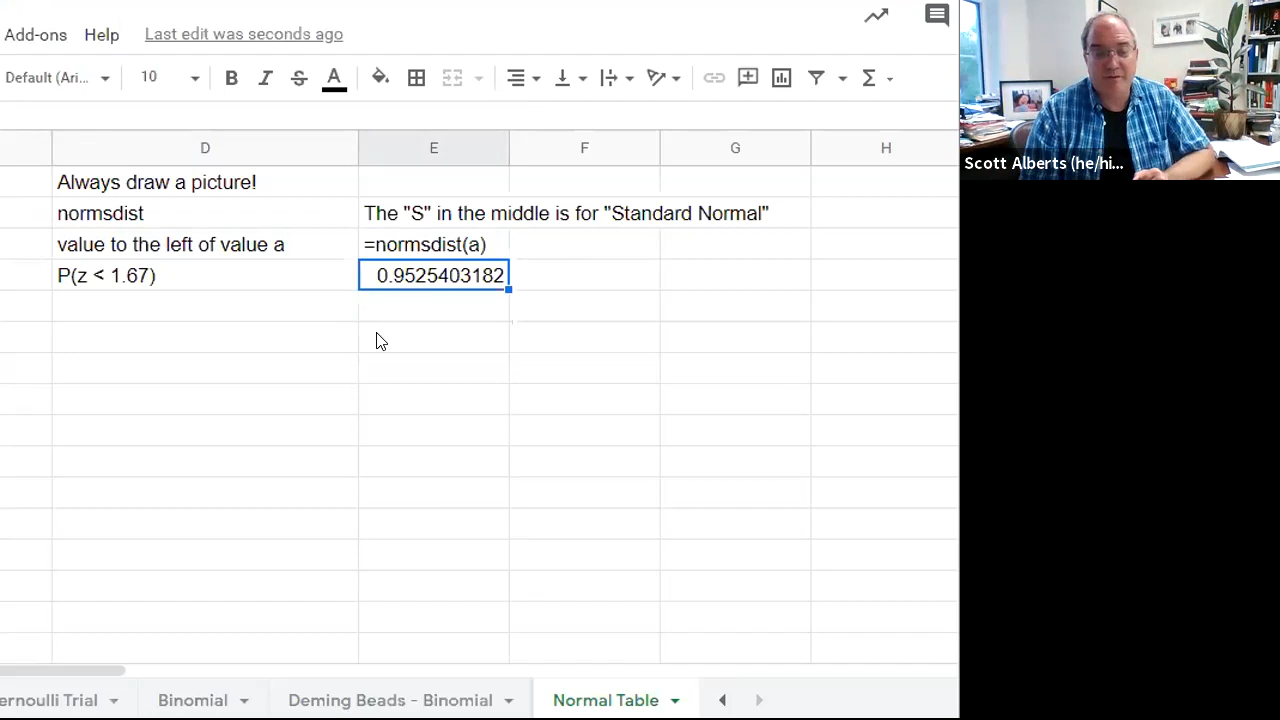 Add-ons Help Last edit was seconds ago
Default (Ari... 10 B I S A
D E F G H
Always draw a picture!
normsdist The "S" in the middle is for "Standard Normal"
value to the left of value a =normsdist(a)
P(z < 1.67) 0.9525403182
ernoulli Trial Binomial Deming Beads - Binomial Normal Table
Scott Alberts (he/hi...